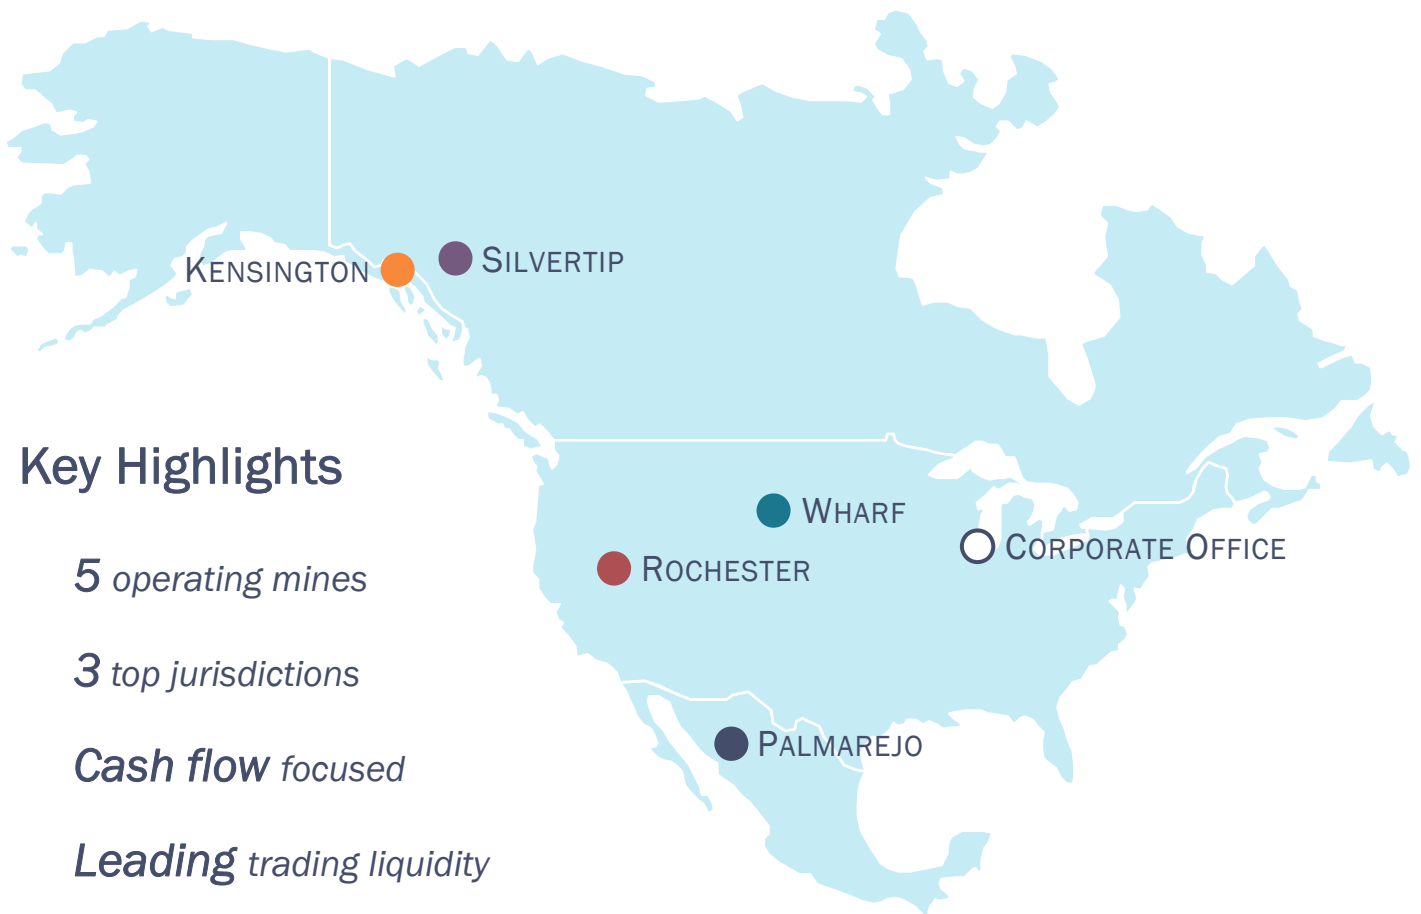 KENSINGTON
SILVERTIP
Key Highlights
WHARF
CORPORATE OFFICE
ROCHESTER
5 operating mines
3 top jurisdictions
PALMAREJO
Cash flow focused
Leading trading liquidity